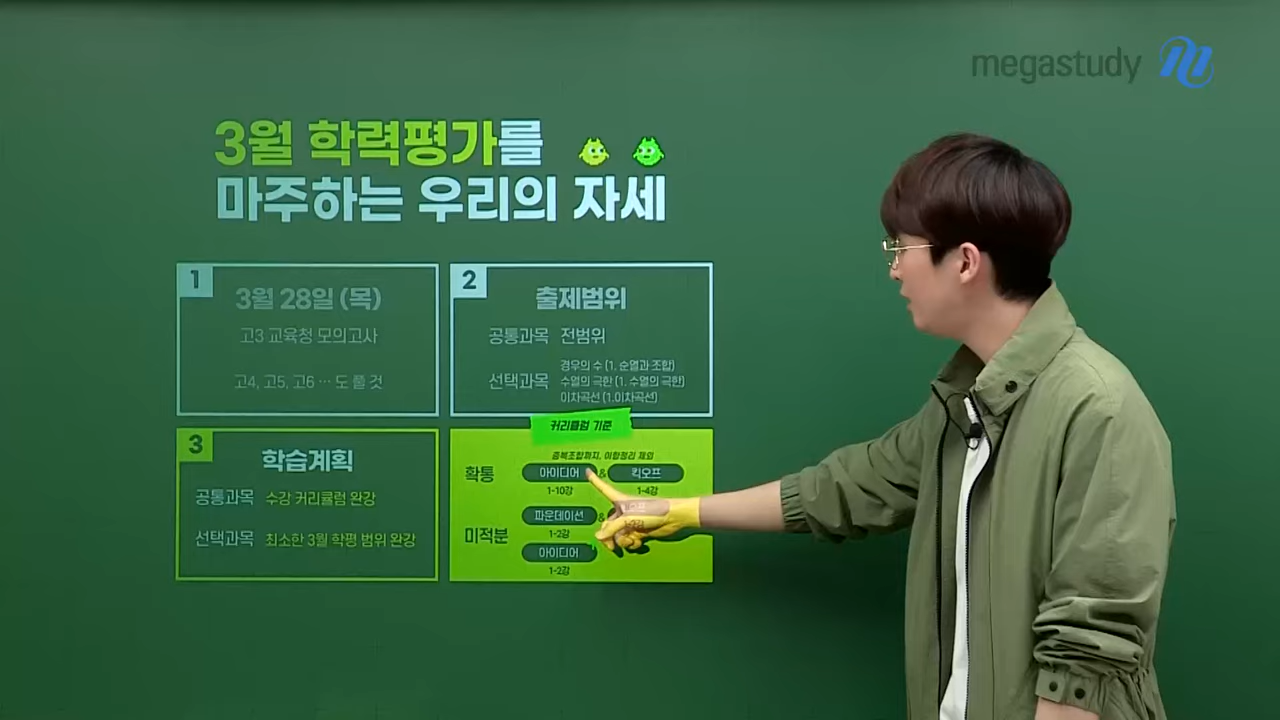 megastudy
3월 학력평가를
마주하는 우리의 자세
1
3월 28일 (목)
고3 교육청 모의고사
고4, 고5, 고6 … 도 풀 것
2
출제범위
공통과목 전범위
선택과목
경우의 수 (1. 순열과 조합)
수열의 극한 (1. 수열의 극한)
이차곡선 (1.이차곡선)
3
학습계획
공통과목 수강 커리큘럼 완강
선택과목 최소한 3월 학평 범위 완강
커리큘럼 기준
중복조합까지, 이항정리 제외
확통 아이디어 & 킥오프
1-10강 1-4강
미적분
파운데이션 &
1-2강
아이디어
1-2강